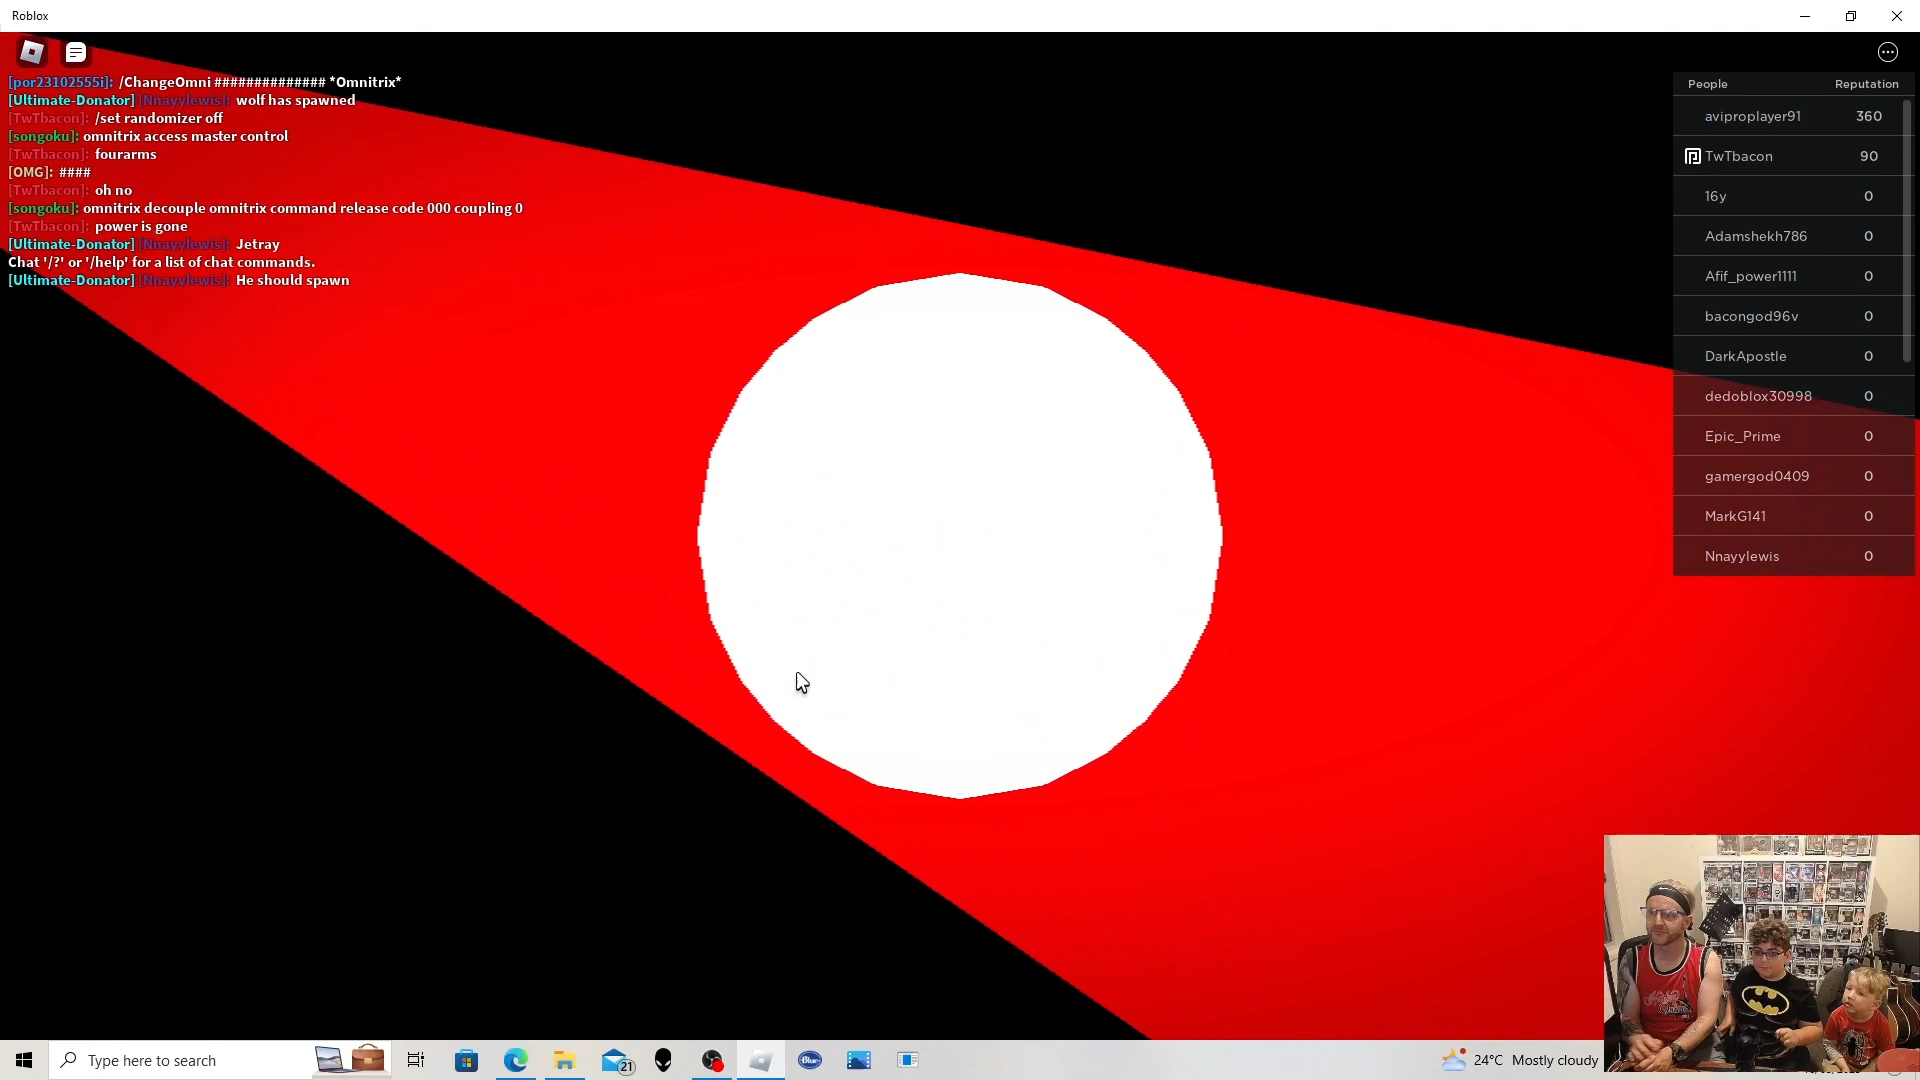 Roblox
[por23102555i]: /ChangeOmni ############## *Omnitrix*
[Ultimate-Donator] [Nnayylewis]: wolf has spawned
[TwTbacon]: /set randomizer off
[songoku]: omnitrix access master control
[TwTbacon]: fourarms
[OMG]: ####
[TwTbacon]: oh no
[songoku]: omnitrix decouple omnitrix command release code 000 coupling 0
[TwTbacon]: power is gone
[Ultimate-Donator] [Nnayylewis]: Jetray
Chat '/?' or '/help' for a list of chat commands.
[Ultimate-Donator] [Nnayylewis]: He should spawn
People Reputation
aviproplayer91 360
TwTbacon 90
16y 0
Adamshekh786 0
Afif_power1111 0
bacongod96v 0
DarkApostle 0
dedoblox30998 0
Epic_Prime 0
gamergod0409 0
MarkG141 0
Nnayylewis 0
Type here to search
21
Blu
24°C Mostly cloudy